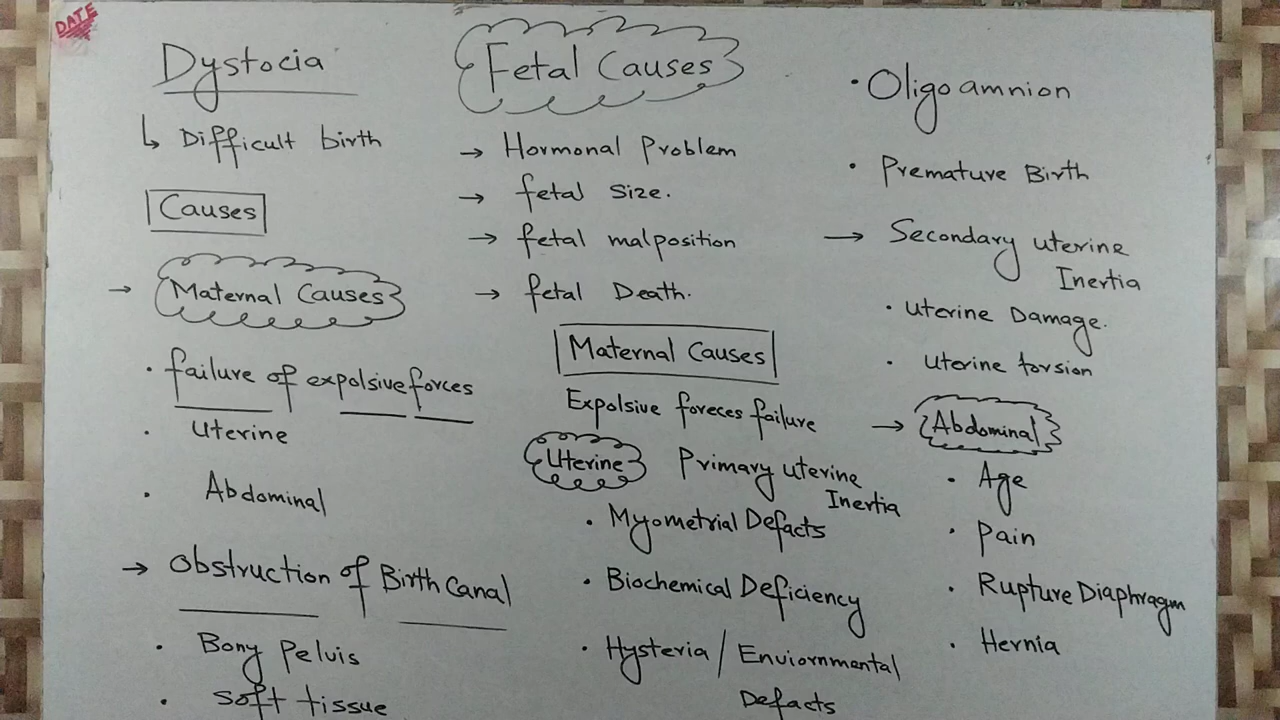 DATE
Dystocia
↳ Difficult birth
Causes
→ Maternal Causes
• failure of expolsive forces
• Uterine
• Abdominal
→ Obstruction of Birth Canal
• Bony Pelvis
• Soft tissue
Fetal Causes
→ Hormonal Problem
→ fetal Size.
→ fetal malposition
→ fetal Death.
Maternal Causes
Expolsive foreces failure
Uterine Primary uterine
Inertia
• Myometrial Defects
• Biochemical Deficiency
• Hysteria / Enviornmental
Defects
• Oligoamnion
• Premature Birth
→ Secondary uterine
Inertia
• Uterine Damage.
• Uterine torsion
→ Abdominal
• Age
• Pain
• Rupture Diaphragm
• Hernia